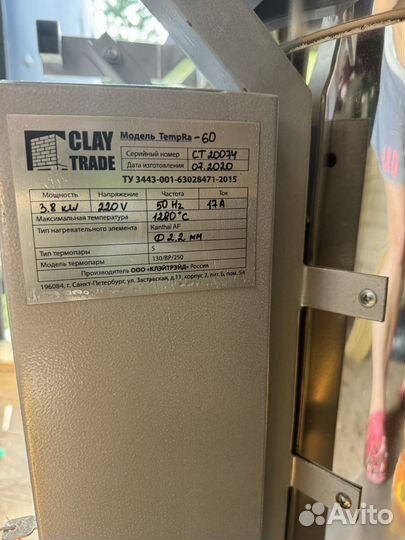 CLAY
TRADE
Модель TempRa -60
Серийный номер CT 20074
Дата изготовления 07.2020
ТУ 3443-001-63028471-2015
Мощность Напряжение Частота Ток
3.8 kW 220 V 50 Hz 17 A
Максимальная температура 1280°C
Тип нагревательного элемента Kanthal AF
Ф 2.2 мм
Тип термопары S
Модель термопары 130/BP/250
Производитель ООО «КЛЭЙТРЭЙД» Россия
196084, г. Санкт-Петербург, ул. Заставская, д.11, корпус 2, лит. Б, пом. 54
Avito